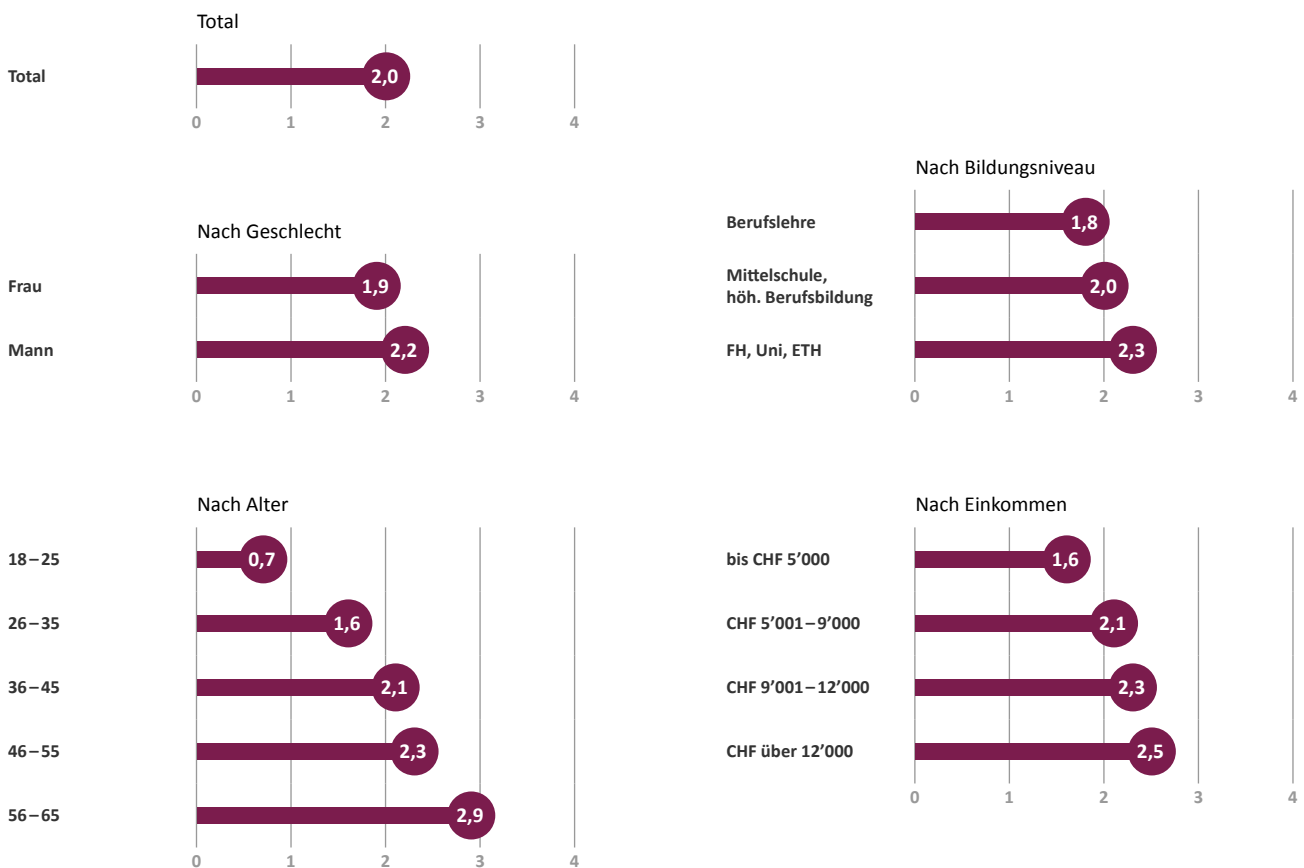 Total
Total
2,0
0 1 2 3 4
Nach Geschlecht
Frau
1,9
Mann
2,2
0 1 2 3 4
Nach Alter
18–25
0,7
26–35
1,6
36–45
2,1
46–55
2,3
56–65
2,9
0 1 2 3 4
Nach Bildungsniveau
Berufslehre
1,8
Mittelschule,
höh. Berufsbildung
2,0
FH, Uni, ETH
2,3
0 1 2 3 4
Nach Einkommen
bis CHF 5’000
1,6
CHF 5’001–9’000
2,1
CHF 9’001–12’000
2,3
CHF über 12’000
2,5
0 1 2 3 4